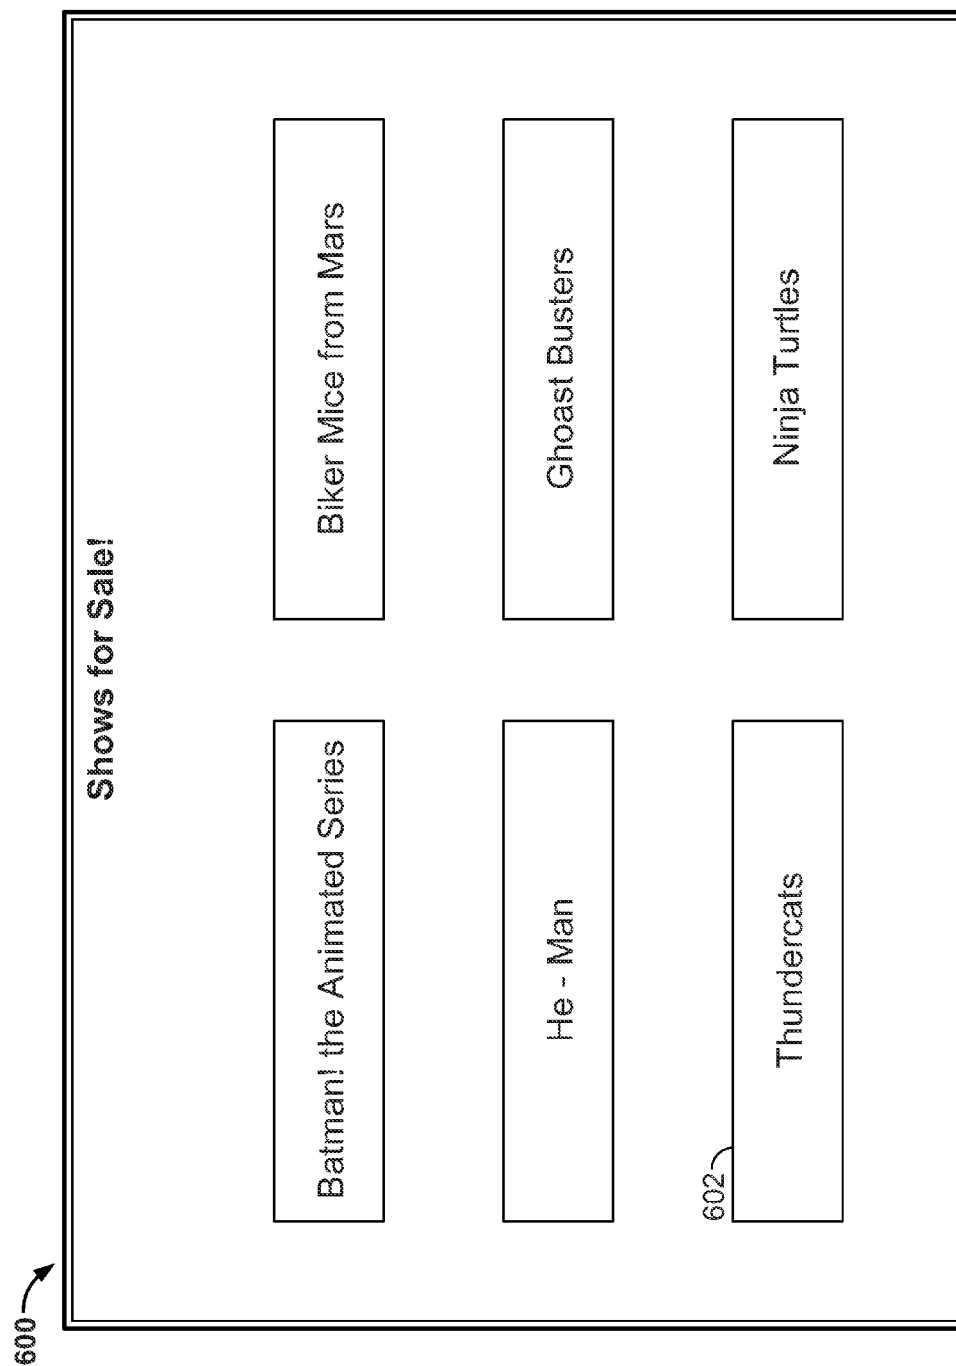 600
Shows for Sale!
Batman! the Animated Series
Biker Mice from Mars
He - Man
Ghoast Busters
602
Thundercats
Ninja Turtles